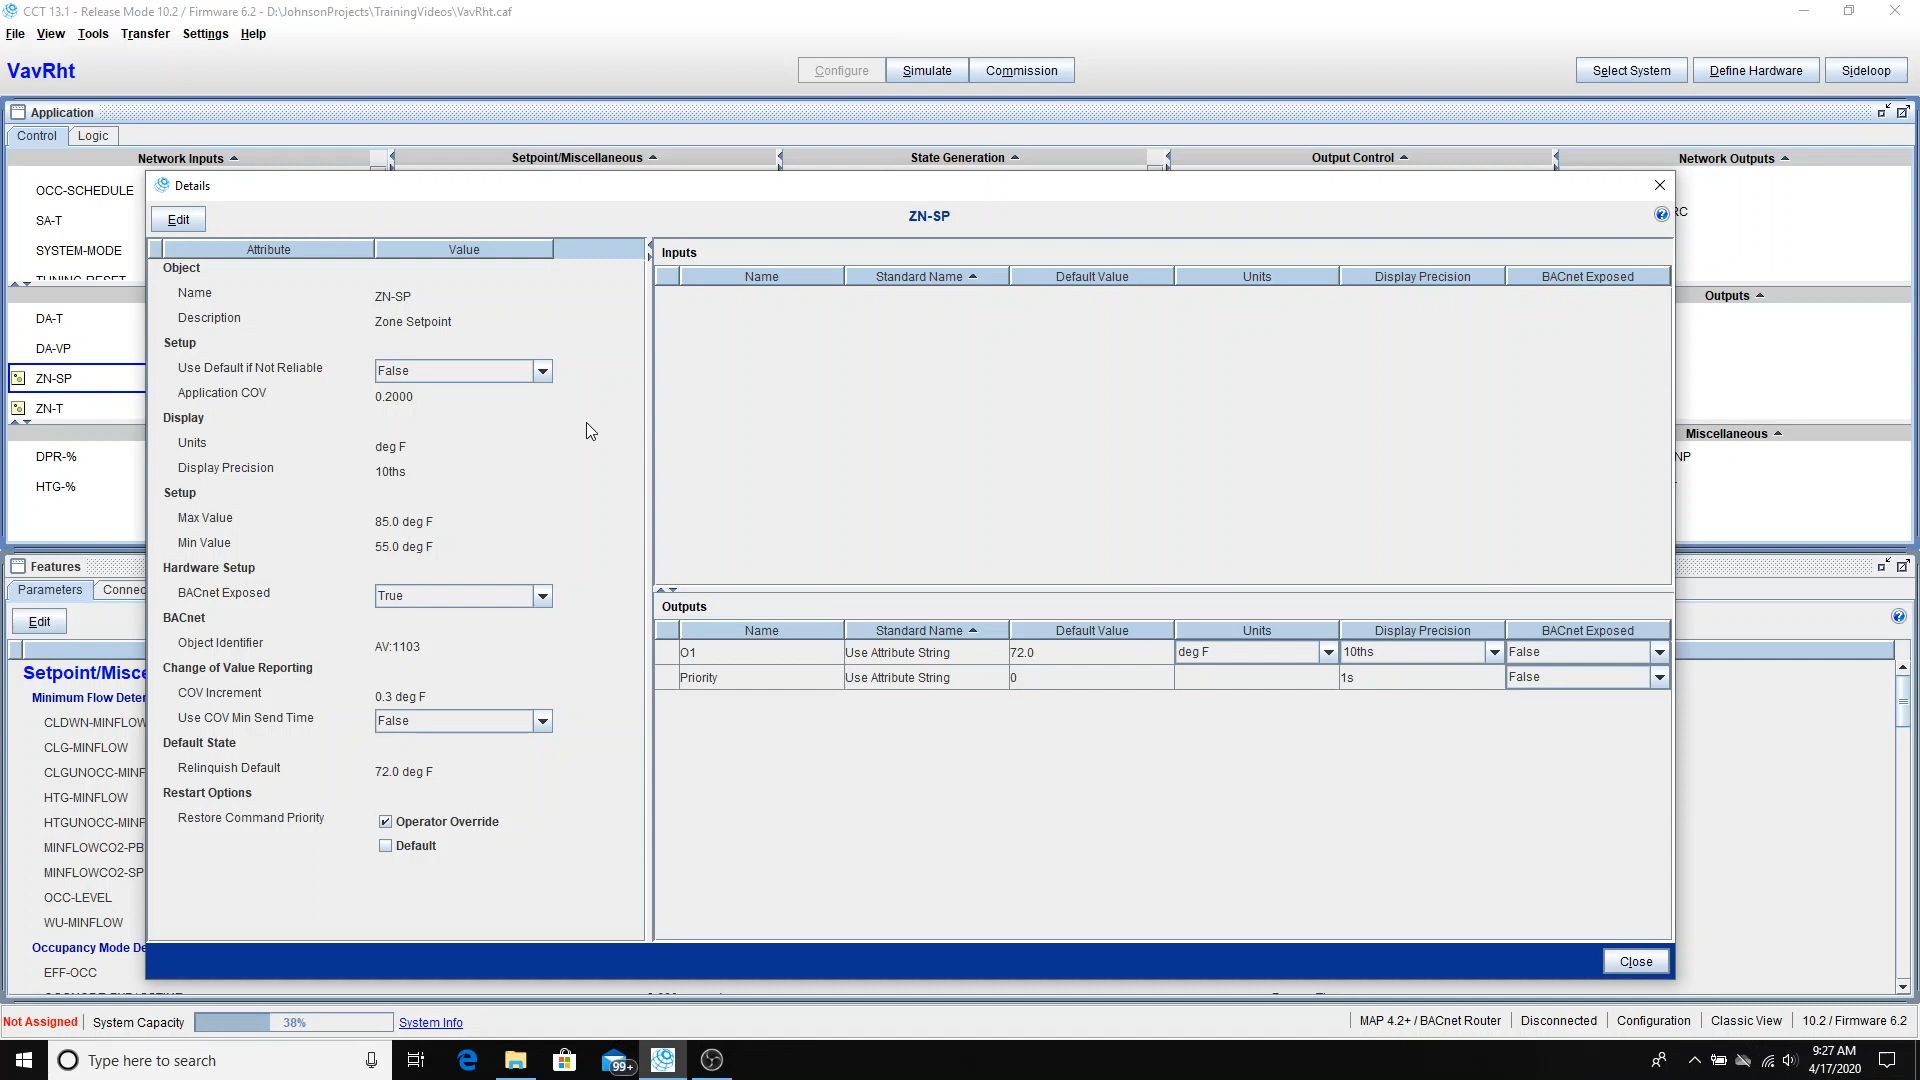 CCT 13.1 - Release Mode 10.2 / Firmware 6.2 - D:\JohnsonProjects\TrainingVideos\VavRht.caf
File View Tools Transfer Settings Help
VavRht
Configure Simulate Commission
Select System Define Hardware Sideloop
Application
Control Logic
Network Inputs Setpoint/Miscellaneous State Generation Output Control Network Outputs
OCC-SCHEDULE
SA-T
SYSTEM-MODE
TUNING-RESET
DA-T
DA-VP
ZN-SP
ZN-T
DPR-%
HTG-%
RC
Outputs
Miscellaneous
NP
Details
Edit
ZN-SP
Attribute Value
Object
Name ZN-SP
Description Zone Setpoint
Setup
Use Default if Not Reliable False
Application COV 0.2000
Display
Units deg F
Display Precision 10ths
Setup
Max Value 85.0 deg F
Min Value 55.0 deg F
Hardware Setup
BACnet Exposed True
BACnet
Object Identifier AV:1103
Change of Value Reporting
COV Increment 0.3 deg F
Use COV Min Send Time False
Default State
Relinquish Default 72.0 deg F
Restart Options
Restore Command Priority Operator Override
Default
Inputs
Name Standard Name Default Value Units Display Precision BACnet Exposed
Outputs
Name Standard Name Default Value Units Display Precision BACnet Exposed
O1 Use Attribute String 72.0 deg F 10ths False
Priority Use Attribute String 0 1s False
Close
Features
Parameters Connec
Edit
Setpoint/Misce
Minimum Flow Deter
CLDWN-MINFLOW
CLG-MINFLOW
CLGUNOCC-MINF
HTG-MINFLOW
HTGUNOCC-MINF
MINFLOWCO2-PB
MINFLOWCO2-SP
OCC-LEVEL
WU-MINFLOW
Occupancy Mode De
EFF-OCC
Not Assigned System Capacity 38% System Info
MAP 4.2+ / BACnet Router Disconnected Configuration Classic View 10.2 / Firmware 6.2
Type here to search
99+
9:27 AM
4/17/2020